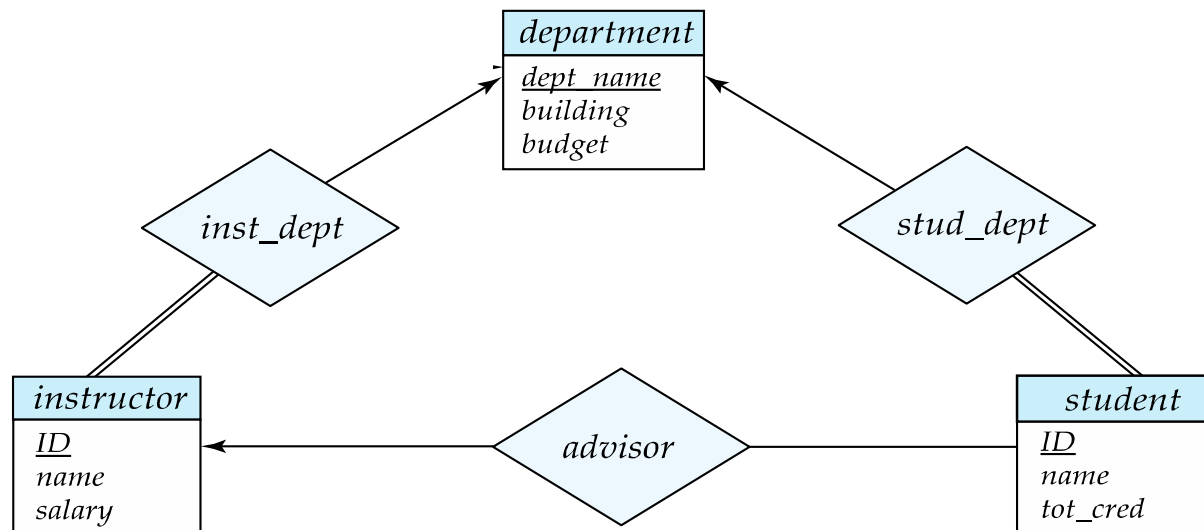 department
dept_name
building
budget
inst_dept
stud_dept
instructor
ID
name
salary
advisor
student
ID
name
tot_cred